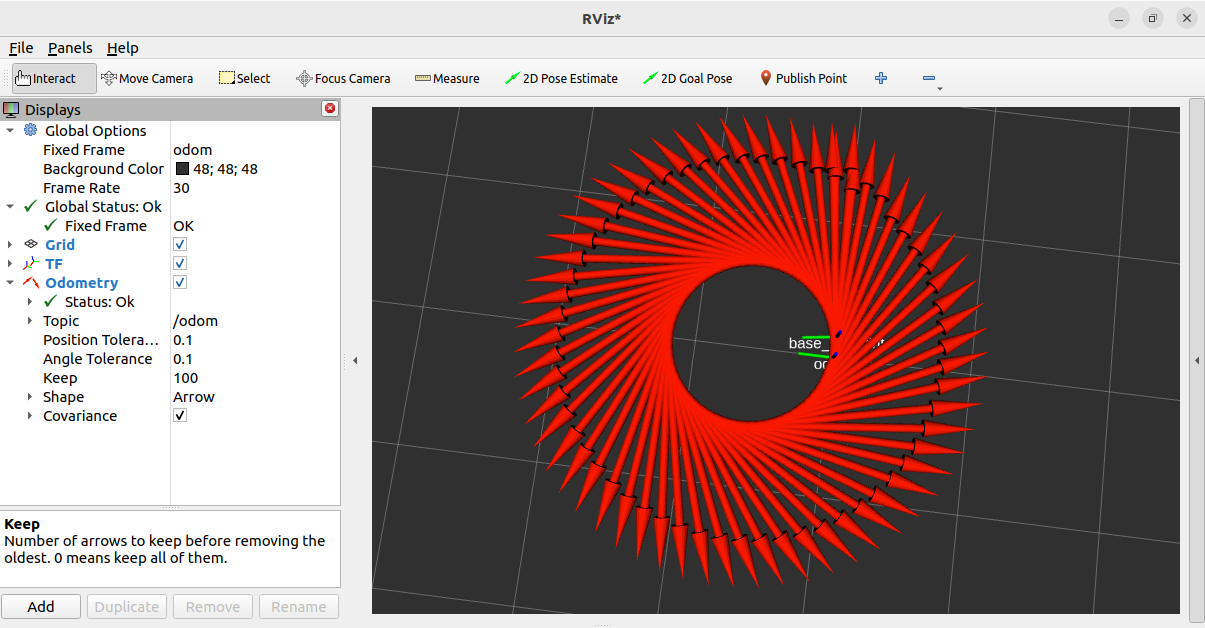 RViz*
File Panels Help
Interact Move Camera Select Focus Camera Measure 2D Pose Estimate 2D Goal Pose Publish Point
Displays
Global Options
Fixed Frame odom
Background Color 48; 48; 48
Frame Rate 30
Global Status: Ok
Fixed Frame OK
Grid
TF
Odometry
Status: Ok
Topic /odom
Position Tolera... 0.1
Angle Tolerance 0.1
Keep 100
Shape Arrow
Covariance
base_
Keep
Number of arrows to keep before removing the
oldest. 0 means keep all of them.
Add Duplicate Remove Rename